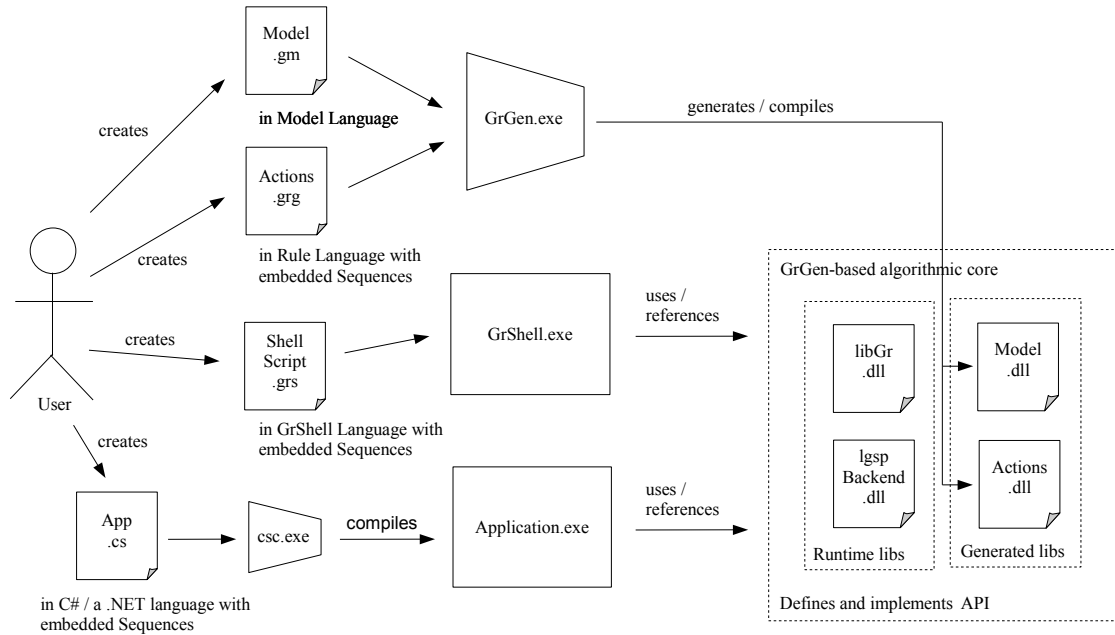 Model
.gm
in Model Language
creates
GrGen.exe
generates / compiles
Actions
.grg
in Rule Language with
embedded Sequences
creates
User
creates
Shell
Script
.grs
in GrShell Language with
embedded Sequences
GrShell.exe
uses /
references
creates
App
.cs
in C# / a .NET language with
embedded Sequences
csc.exe
compiles
Application.exe
uses /
references
GrGen-based algorithmic core
libGr
.dll
lgsp
Backend
.dll
Runtime libs
Model
.dll
Actions
.dll
Generated libs
Defines and implements API